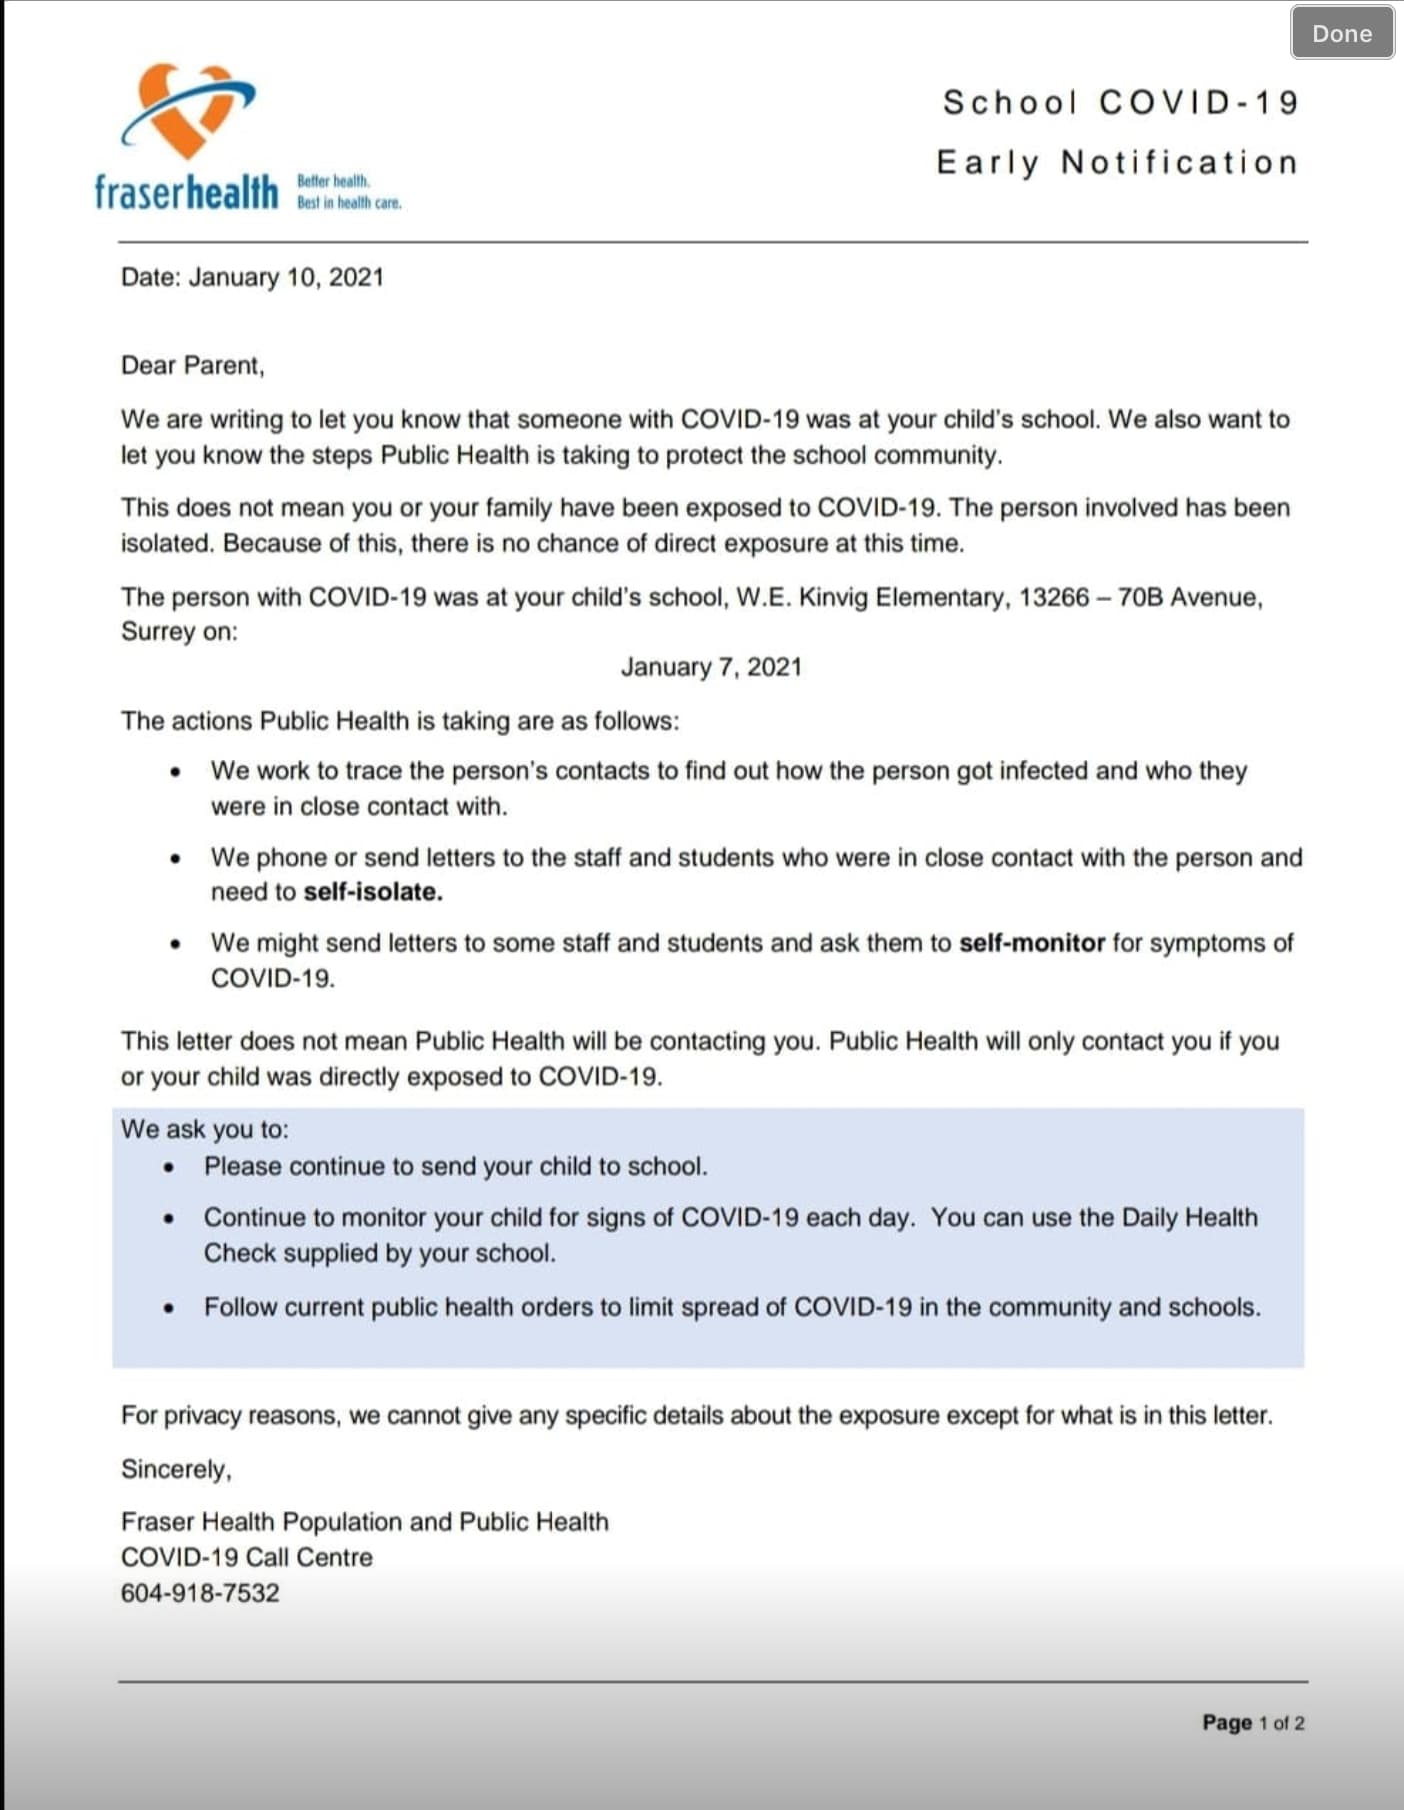 Done
fraserhealth
Better health.
Best in health care.
School COVID-19
Early Notification
Date: January 10, 2021
Dear Parent,
We are writing to let you know that someone with COVID-19 was at your child's school. We also want to
let you know the steps Public Health is taking to protect the school community.
This does not mean you or your family have been exposed to COVID-19. The person involved has been
isolated. Because of this, there is no chance of direct exposure at this time.
The person with COVID-19 was at your child's school, W.E. Kinvig Elementary, 13266 – 70B Avenue,
Surrey on:
January 7, 2021
The actions Public Health is taking are as follows:
• We work to trace the person's contacts to find out how the person got infected and who they
were in close contact with.
• We phone or send letters to the staff and students who were in close contact with the person and
need to self-isolate.
• We might send letters to some staff and students and ask them to self-monitor for symptoms of
COVID-19.
This letter does not mean Public Health will be contacting you. Public Health will only contact you if you
or your child was directly exposed to COVID-19.
We ask you to:
• Please continue to send your child to school.
• Continue to monitor your child for signs of COVID-19 each day. You can use the Daily Health
Check supplied by your school.
• Follow current public health orders to limit spread of COVID-19 in the community and schools.
For privacy reasons, we cannot give any specific details about the exposure except for what is in this letter.
Sincerely,
Fraser Health Population and Public Health
COVID-19 Call Centre
604-918-7532
Page 1 of 2